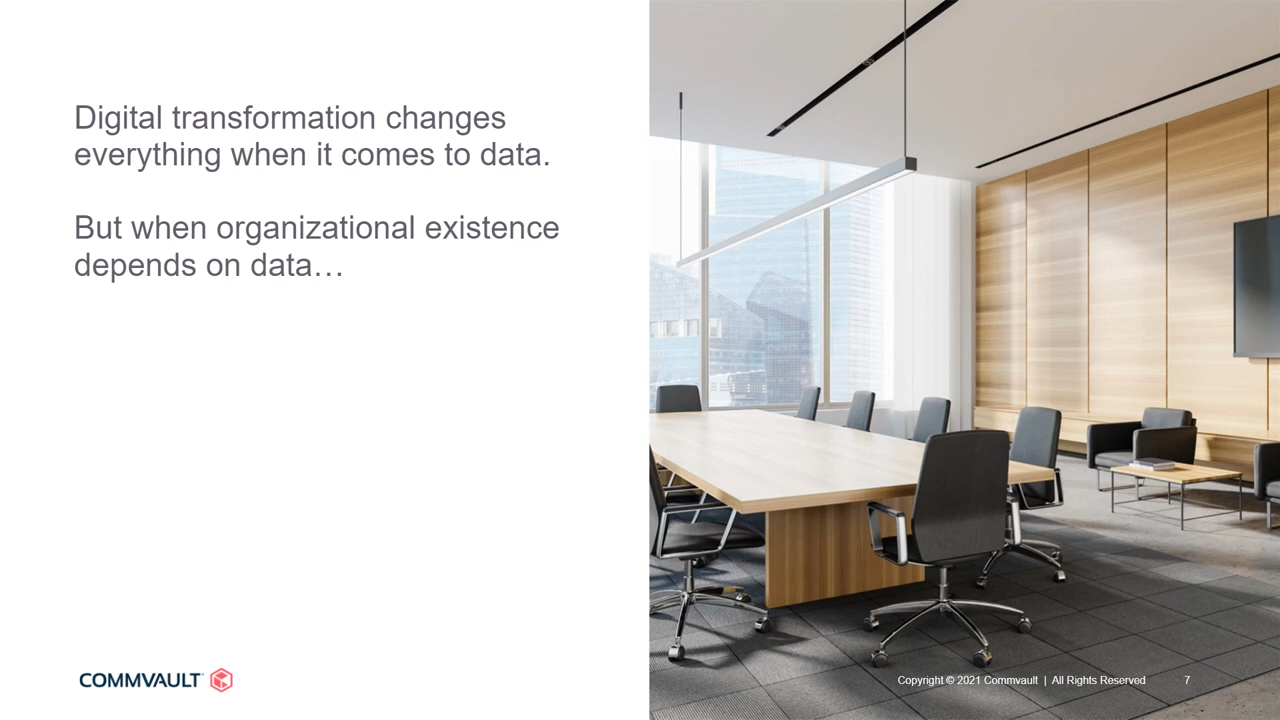 Digital transformation changes
everything when it comes to data.
But when organizational existence
depends on data…
COMMVAULT
Copyright © 2021 Commvault | All Rights Reserved 7